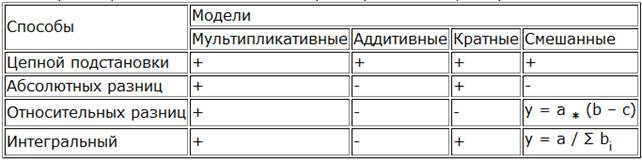 Способы
Модели
Мультипликативные Аддитивные Кратные Смешанные
Цепной подстановки + + + +
Абсолютных разниц + - + -
Относительных разниц + - - y = a * (b – c)
Интегральный + - + y = a / Σ bi